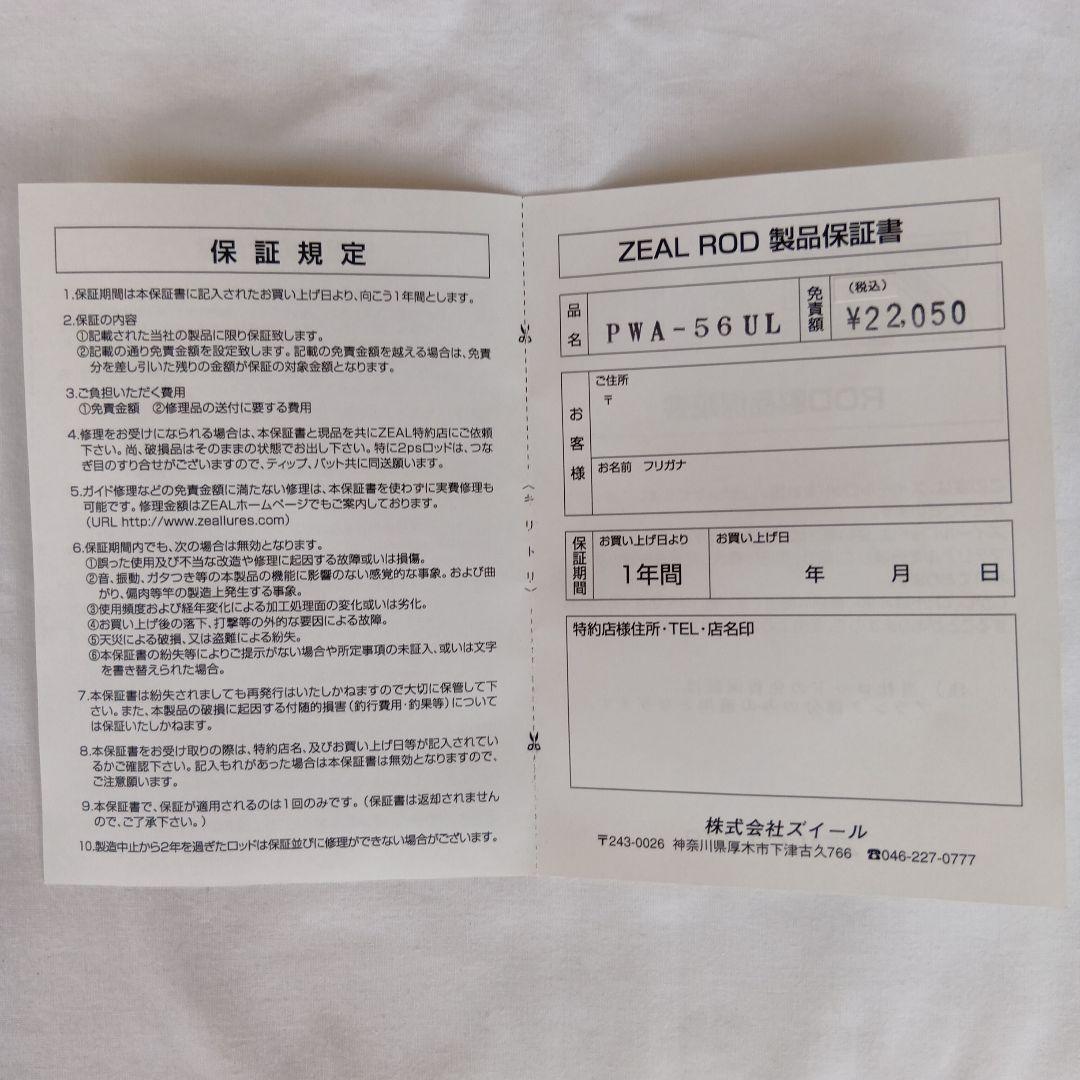 保証規定
1.保証期間は本保証書に記入されたお買い上げ日より、向こう1年間とします。
2.保証の内容
①記載された当社の製品に限り保証致します。
②記載の通り免責金額を設定致します。記載の免責金額を越える場合は、免責
分を差し引いた残りの金額が保証の対象金額となります。
3.ご負担いただく費用
①免責金額 ②修理品の送付に要する費用
4.修理をお受けになられる場合は、本保証書と現品を共にZEAL特約店にご依頼
下さい。尚、破損品はそのままの状態でお出し下さい。特に2psロッドは、つな
ぎ目のすり合せがございますので、ティップ、バット共に同送願います。
5.ガイド修理などの免責金額に満たない修理は、本保証書を使わずに実費修理も
可能です。修理金額はZEALホームページでもご案内しております。
(URL http://www.zeallures.com)
6.保証期間内でも、次の場合は無効となります。
①誤った使用及び不当な改造や修理に起因する故障或いは損傷。
②音、振動、ガタつき等の本製品の機能に影響のない感覚的な事象。および曲
がり、偏肉等竿の製造上発生する事象。
③使用頻度および経年変化による加工処理面の変化或いは劣化。
④お買い上げ後の落下、打撃等の外的な要因による故障。
⑤天災による破損、又は盗難による紛失。
⑥本保証書の紛失等によりご提示がない場合や所定事項の未証入、或いは文字
を書き替えられた場合。
7.本保証書は紛失されましても再発行はいたしかねますので大切に保管して下
さい。また、本製品の破損に起因する付随的損害(釣行費用・釣果等)について
は保証いたしかねます。
8.本保証書をお受け取りの際は、特約店名、及びお買い上げ日等が記入されてい
るかご確認下さい。記入もれがあった場合は本保証書は無効となりますので、
ご注意願います。
9.本保証書で、保証が適用されるのは1回のみです。(保証書は返却されません
ので、ご了承下さい。)
10.製造中止から2年を過ぎたロッドは保証並びに修理ができない場合がございます。
〈キリトリ〉
ZEAL ROD 製品保証書
品名
PWA-56UL
免責額
(税込)
¥22,050
お客様
ご住所
〒
お名前 フリガナ
保証期間
お買い上げ日より
1年間
お買い上げ日
年 月 日
特約店様住所・TEL・店名印
株式会社ズイール
〒243-0026 神奈川県厚木市下津古久766 ☎046-227-0777